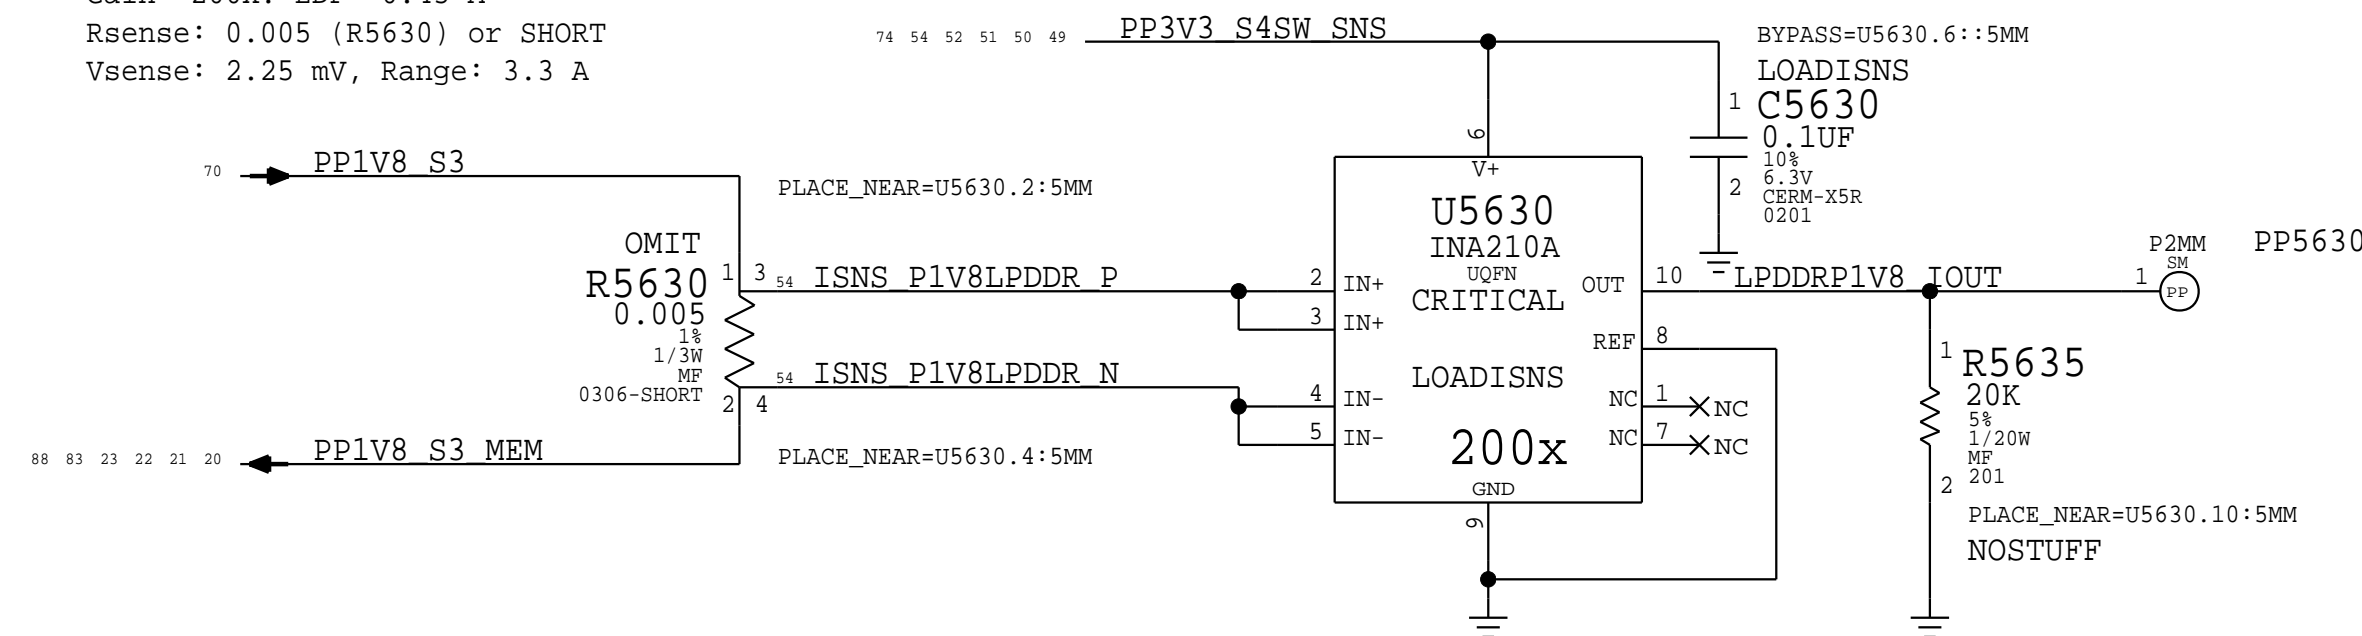 Rsense: 0.005 (R5630) or SHORT
Vsense: 2.25 mV, Range: 3.3 A
74 54 52 51 50 49
PP3V3_S4SW_SNS
BYPASS=U5630.6::5MM
LOADISNS
1
C5630
0.1UF
10%
6.3V
2
CERM-X5R
0201
70
PP1V8_S3
PLACE_NEAR=U5630.2:5MM
OMIT
R5630
0.005
1%
1/3W
MF
0306-SHORT
1 3
2 4
54 ISNS_P1V8LPDDR_P
54 ISNS_P1V8LPDDR_N
88 83 23 22 21 20
PP1V8_S3_MEM
PLACE_NEAR=U5630.4:5MM
6
V+
U5630
INA210A
UQFN
CRITICAL
LOADISNS
200x
2 IN+
3 IN+
4 IN-
5 IN-
OUT 10
REF 8
NC 1 NC
NC 7 NC
GND
9
LPDDRP1V8_IOUT
P2MM
SM
1
PP
PP5630
1
R5635
20K
5%
1/20W
MF
201
2
PLACE_NEAR=U5630.10:5MM
NOSTUFF